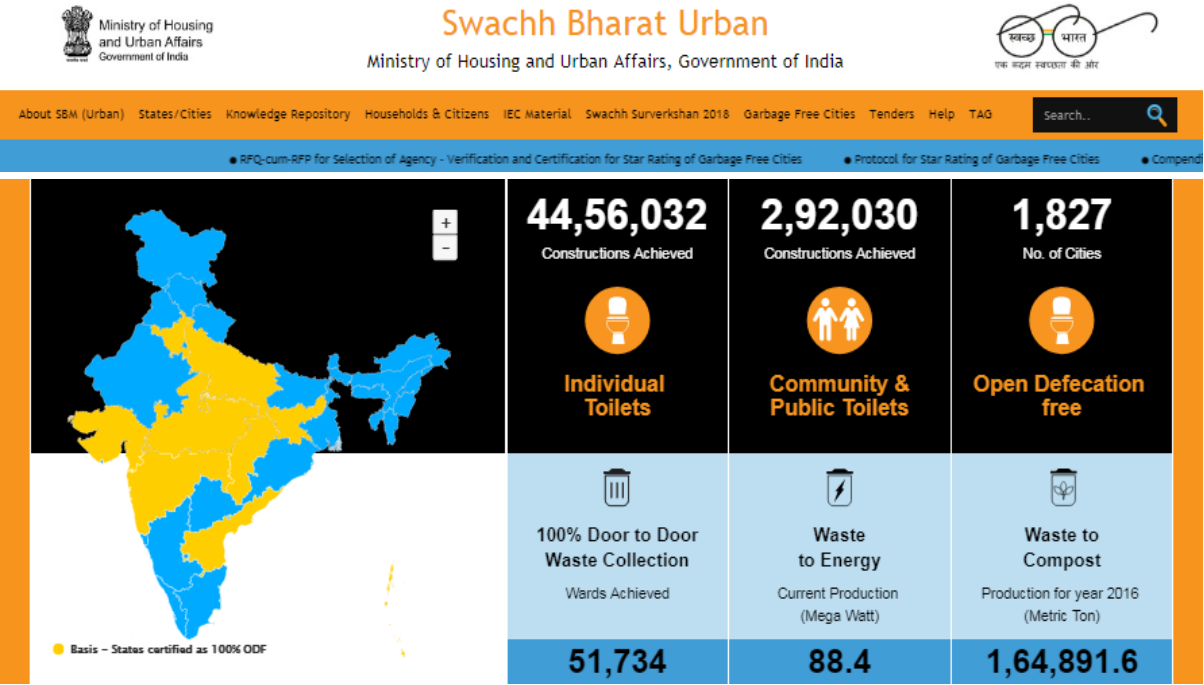 Ministry of Housing
and Urban Affairs
Government of India
Swachh Bharat Urban
Ministry of Housing and Urban Affairs, Government of India
स्वच्छ भारत
एक कदम स्वच्छता की ओर
About SBM (Urban) States/Cities Knowledge Repository Households & Citizens IEC Material Swachh Surverkshan 2018 Garbage Free Cities Tenders Help TAG Search..
● RFQ-cum-RFP for Selection of Agency - Verification and Certification for Star Rating of Garbage Free Cities ● Protocol for Star Rating of Garbage Free Cities ● Compendi
+
-
44,56,032
Constructions Achieved
Individual
Toilets
2,92,030
Constructions Achieved
Community &
Public Toilets
1,827
No. of Cities
Open Defecation
free
100% Door to Door
Waste Collection
Wards Achieved
51,734
Waste
to Energy
Current Production
(Mega Watt)
88.4
Waste to
Compost
Production for year 2016
(Metric Ton)
1,64,891.6
Basis – States certified as 100% ODF